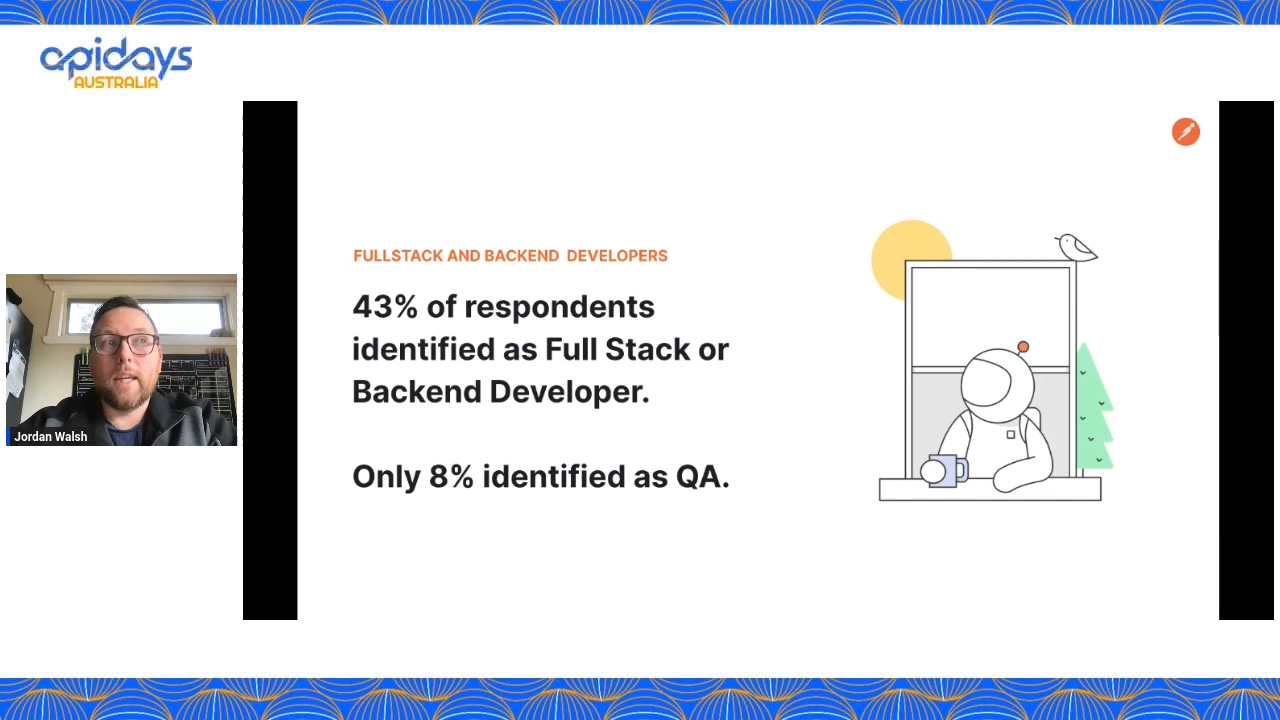 apidays
AUSTRALIA
FULLSTACK AND BACKEND DEVELOPERS
43% of respondents
identified as Full Stack or
Backend Developer.
Only 8% identified as QA.
Jordan Walsh